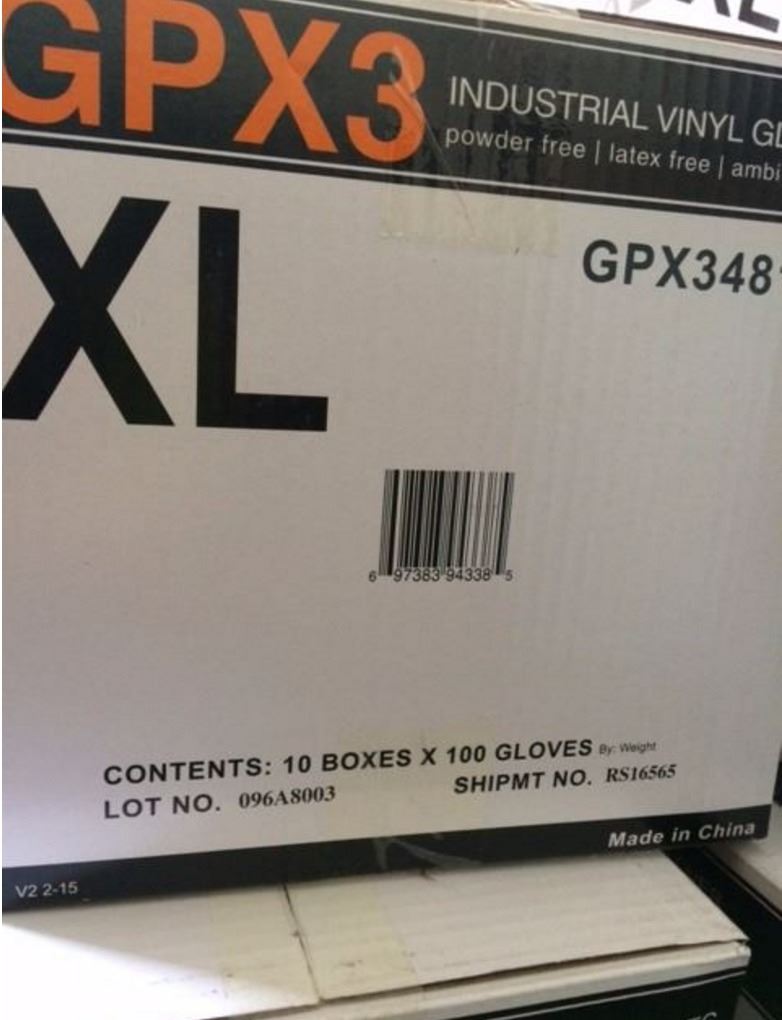 GPX3
INDUSTRIAL VINYL GL
powder free | latex free | ambi
XL
GPX348
6 97383 94338 5
CONTENTS: 10 BOXES X 100 GLOVES By: Weight
LOT NO. 096A8003
SHIPMT NO. RS16565
Made in China
V2 2-15